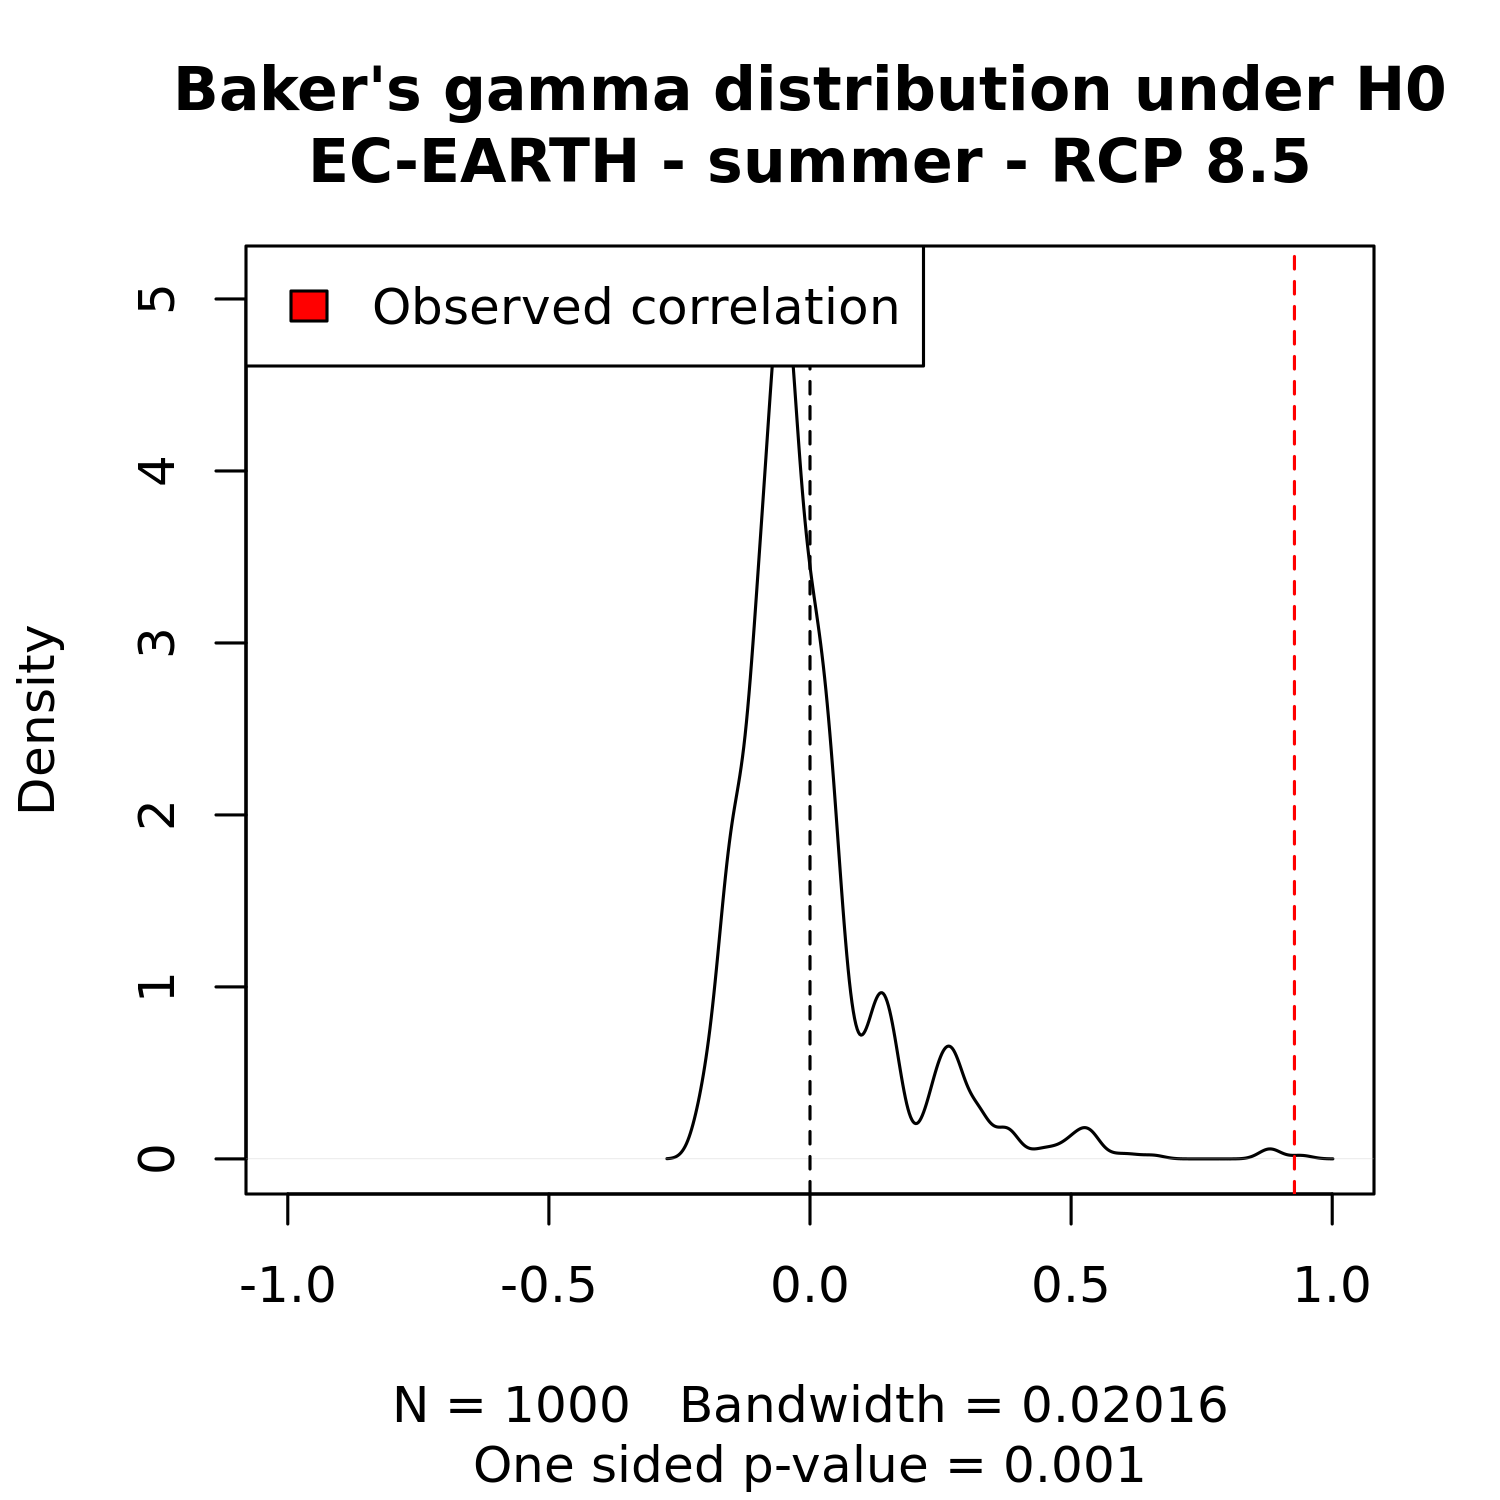 Baker's gamma distribution under H0
EC-EARTH - summer - RCP 8.5
Observed correlation
Density
5
4
3
2
1
0
-1.0 -0.5 0.0 0.5 1.0
N = 1000 Bandwidth = 0.02016
One sided p-value = 0.001